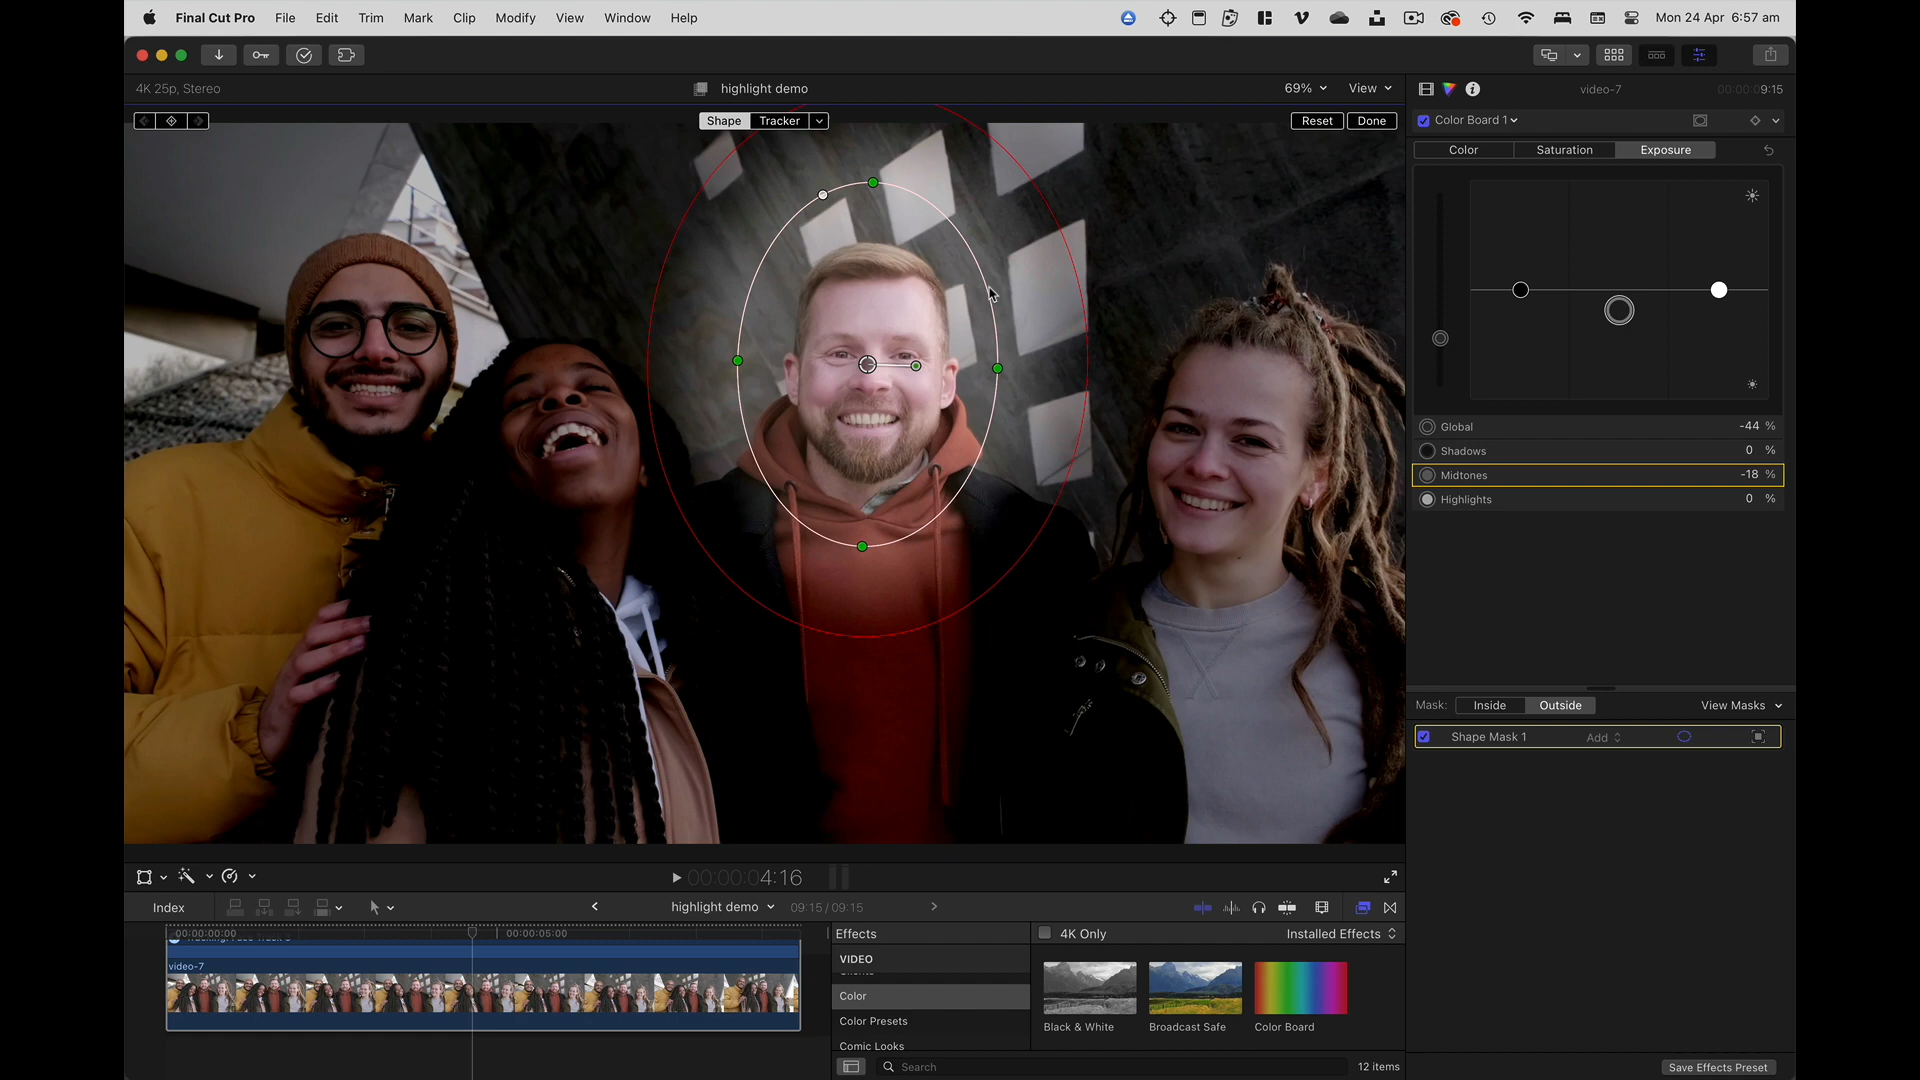 Final Cut Pro File Edit Trim Mark Clip Modify View Window Help Mon 24 Apr 6:57 am
4K 25p, Stereo highlight demo 69% View video-7 9:15
Shape Tracker Reset Done Color Board 1
Color Saturation Exposure
Global -44 %
Shadows 0 %
Midtones -18 %
Highlights 0 %
Mask: Inside Outside View Masks
Shape Mask 1 Add
00:00:04:16
Index highlight demo 09:15 / 09:15
00:00:00:00 00:00:05:00 Effects 4K Only Installed Effects
video-7 VIDEO
Color
Color Presets
Comic Looks
Black & White Broadcast Safe Color Board
Search 12 items Save Effects Preset